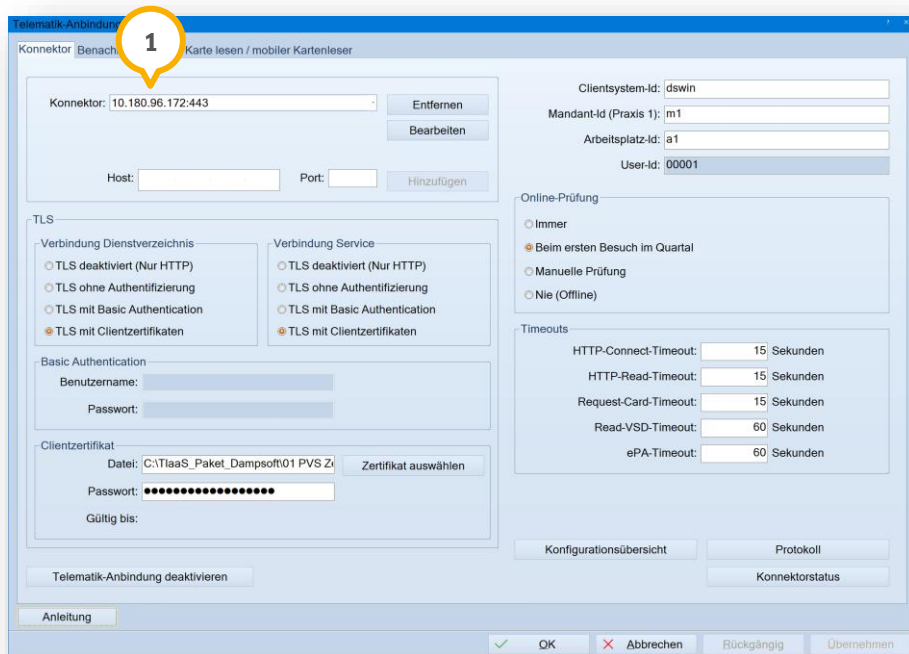 Telematik-Anbindung
Konnektor
1
Karte lesen / mobiler Kartenleser
Konnektor: 10.180.96.172:443
Entfernen
Bearbeiten
Host:
Port:
Hinzufügen
TLS
Verbindung Dienstverzeichnis
TLS deaktiviert (Nur HTTP)
TLS ohne Authentifizierung
TLS mit Basic Authentication
TLS mit Clientzertifikaten
Verbindung Service
TLS deaktiviert (Nur HTTP)
TLS ohne Authentifizierung
TLS mit Basic Authentication
TLS mit Clientzertifikaten
Basic Authentication
Benutzername:
Passwort:
Clientzertifikat
Datei: C:\TIaaS_Paket_Dampsoft\01 PVS
Zertifikat auswählen
Passwort: ●●●●●●●●●●●●●●●●●●●
Gültig bis:
Telematik-Anbindung deaktivieren
Clientsystem-Id: dswin
Mandant-Id (Praxis 1): m1
Arbeitsplatz-Id: a1
User-Id: 00001
Online-Prüfung
Immer
Beim ersten Besuch im Quartal
Manuelle Prüfung
Nie (Offline)
Timeouts
HTTP-Connect-Timeout: 15 Sekunden
HTTP-Read-Timeout: 15 Sekunden
Request-Card-Timeout: 15 Sekunden
Read-VSD-Timeout: 60 Sekunden
ePA-Timeout: 60 Sekunden
Konfigurationsübersicht
Protokoll
Konnektorstatus
Anleitung
OK
Abbrechen
Rückgängig
Übernehmen